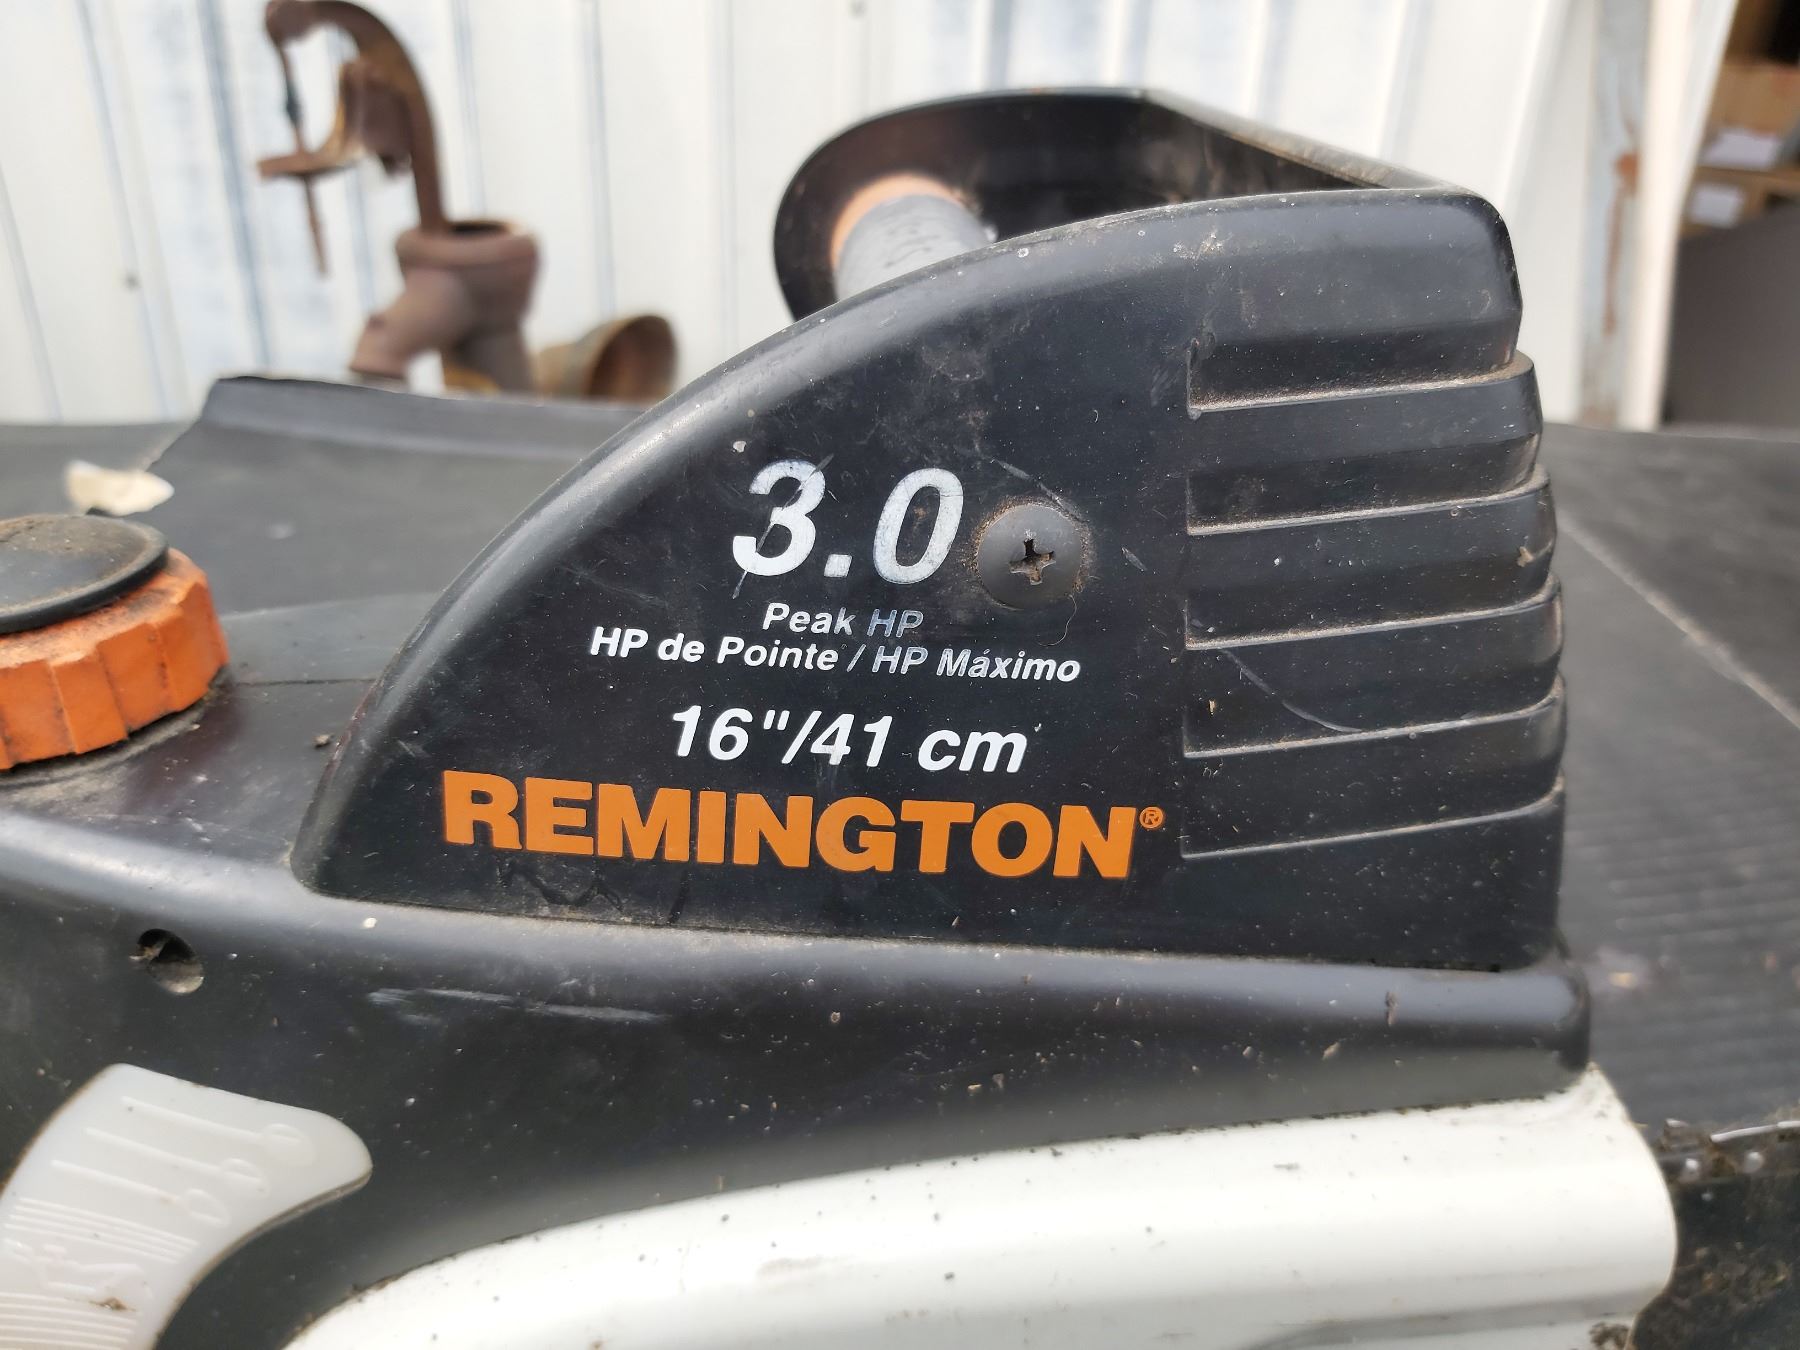 3.0
Peak HP
HP de Pointe / HP Máximo
16"/41 cm
REMINGTON®